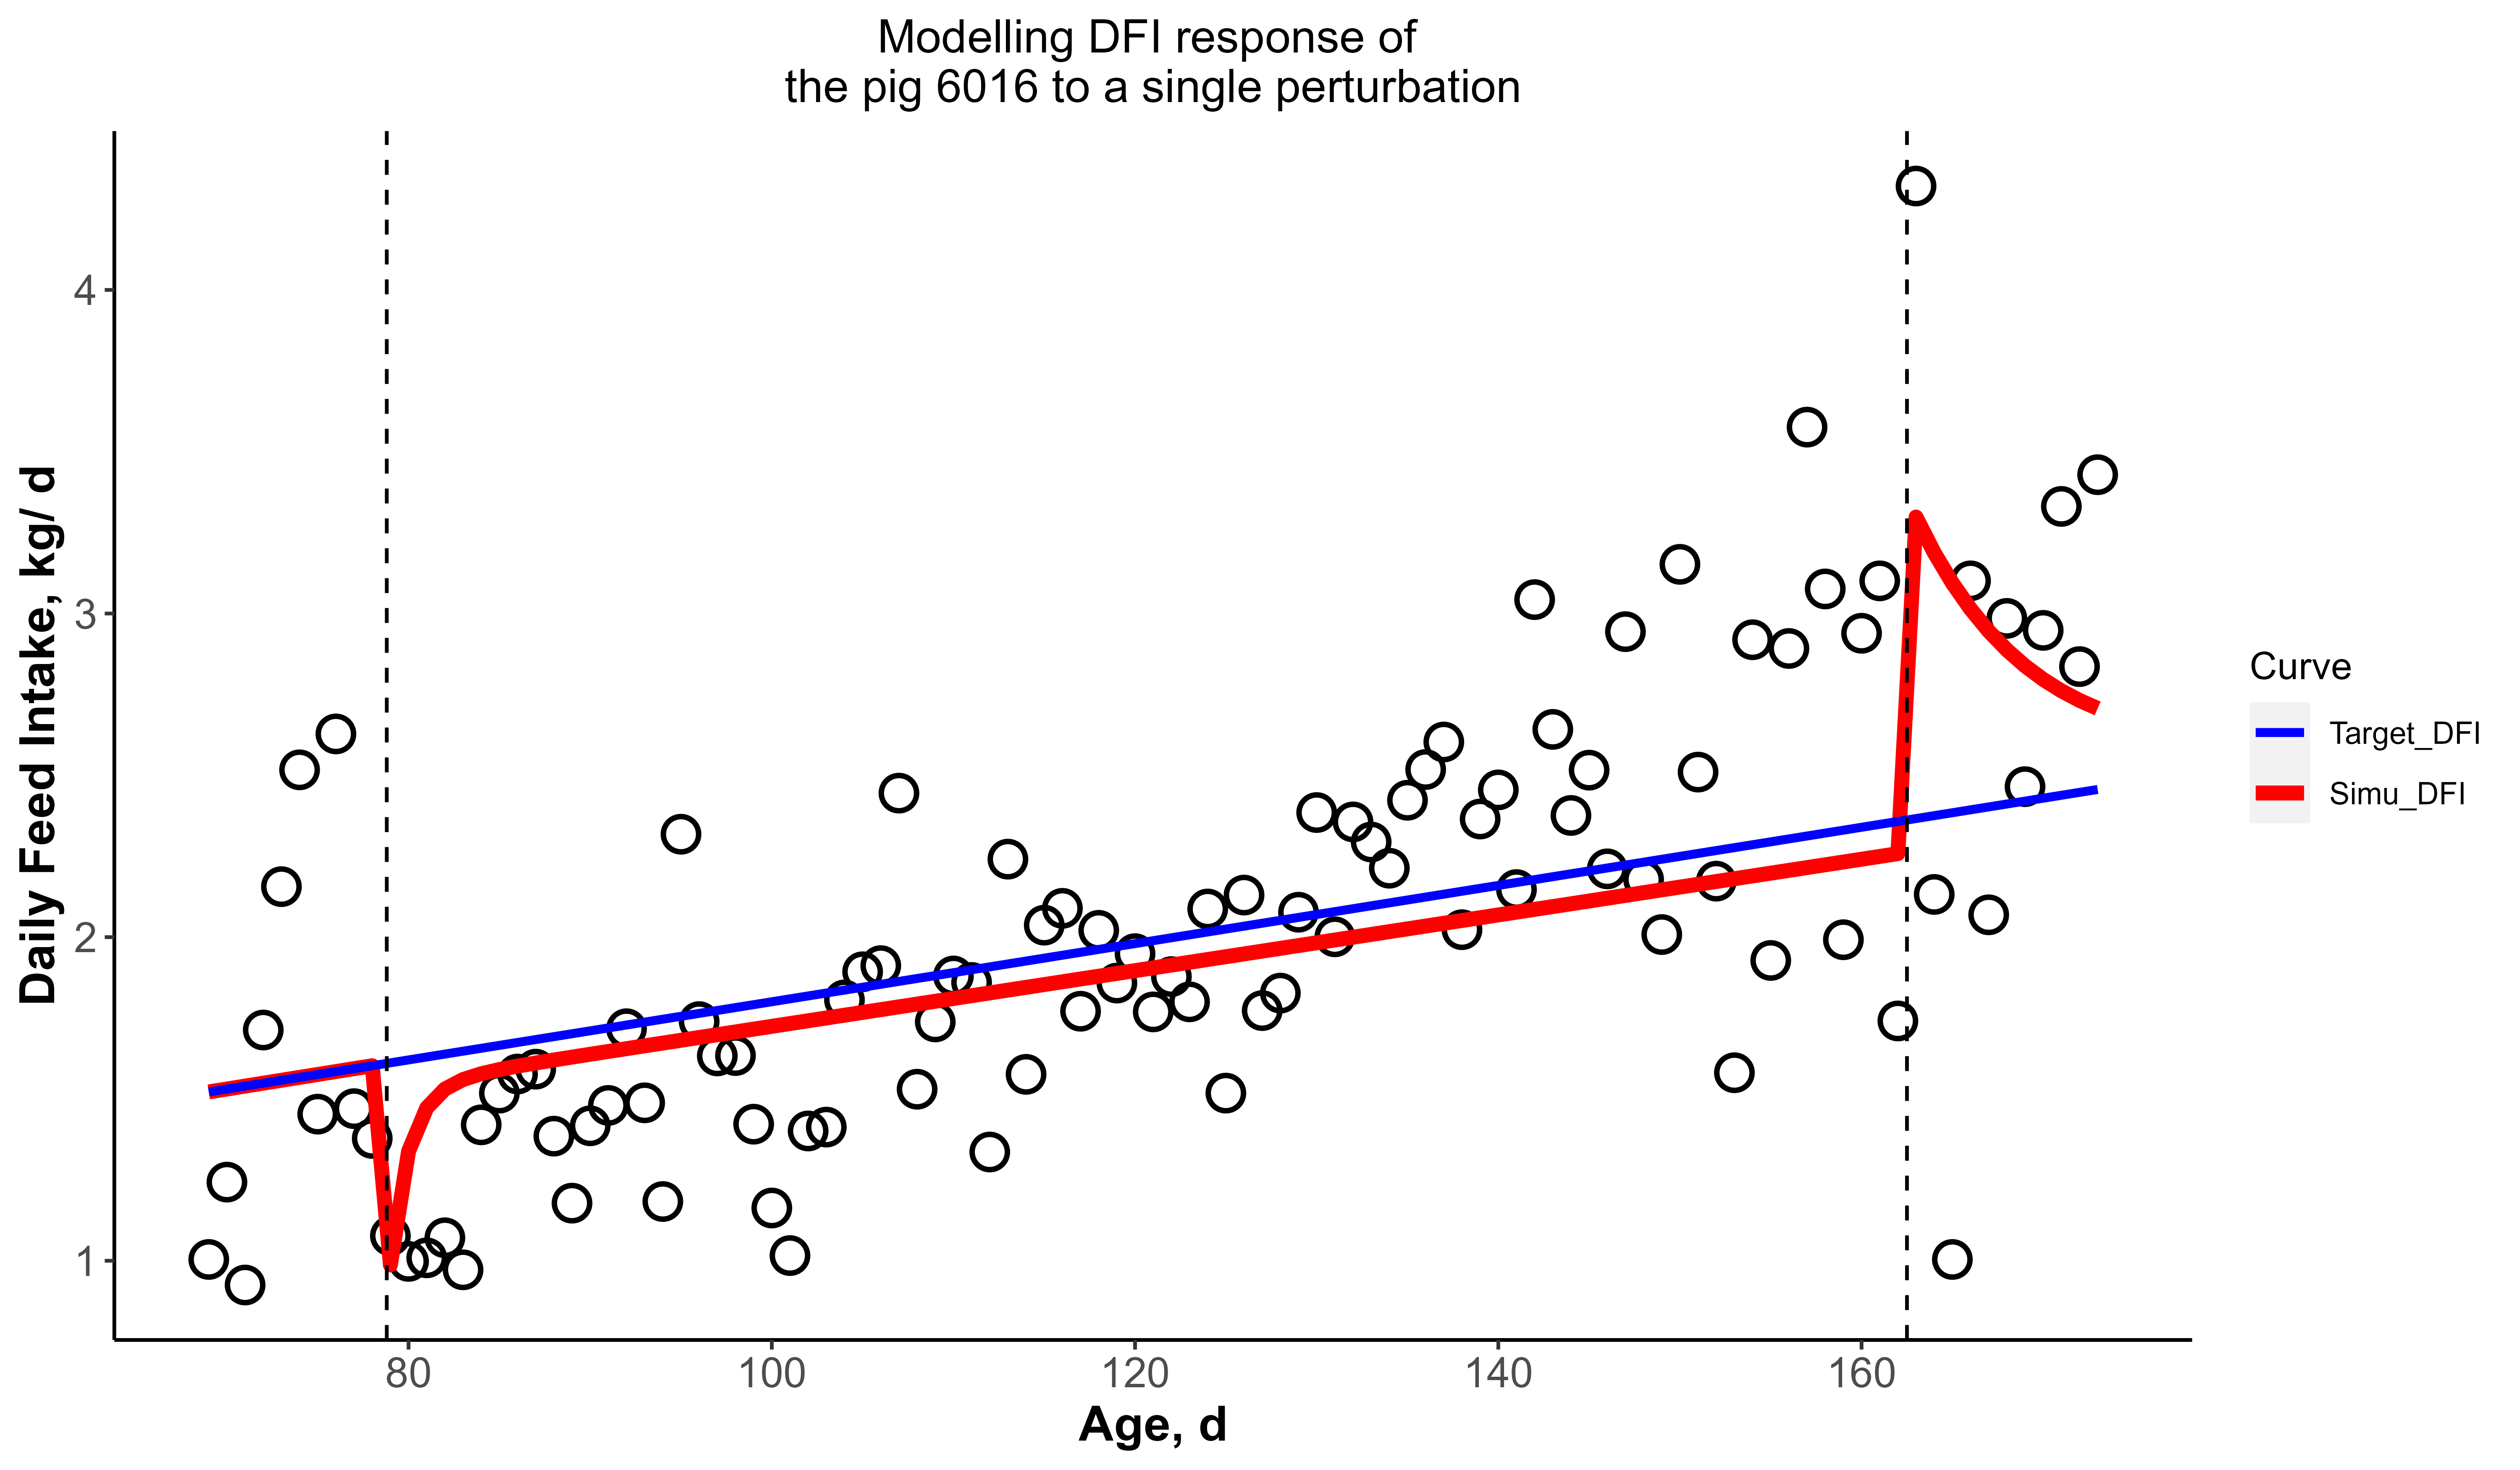 Modelling DFI response of
the pig 6016 to a single perturbation
Daily Feed Intake, kg/ d
4
3
2
1
80
100
120
140
160
Age, d
Curve
Target_DFI
Simu_DFI